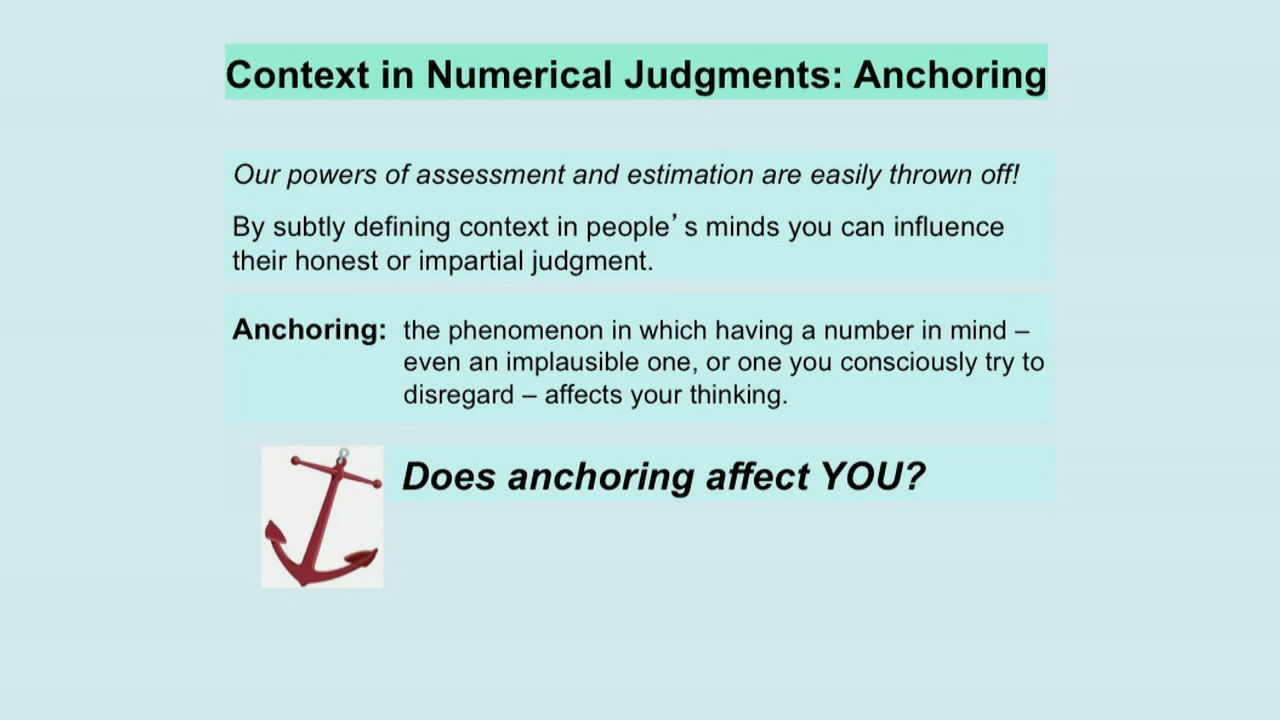 Context in Numerical Judgments: Anchoring
Our powers of assessment and estimation are easily thrown off!
By subtly defining context in people’s minds you can influence
their honest or impartial judgment.
Anchoring: the phenomenon in which having a number in mind –
even an implausible one, or one you consciously try to
disregard – affects your thinking.
Does anchoring affect YOU?